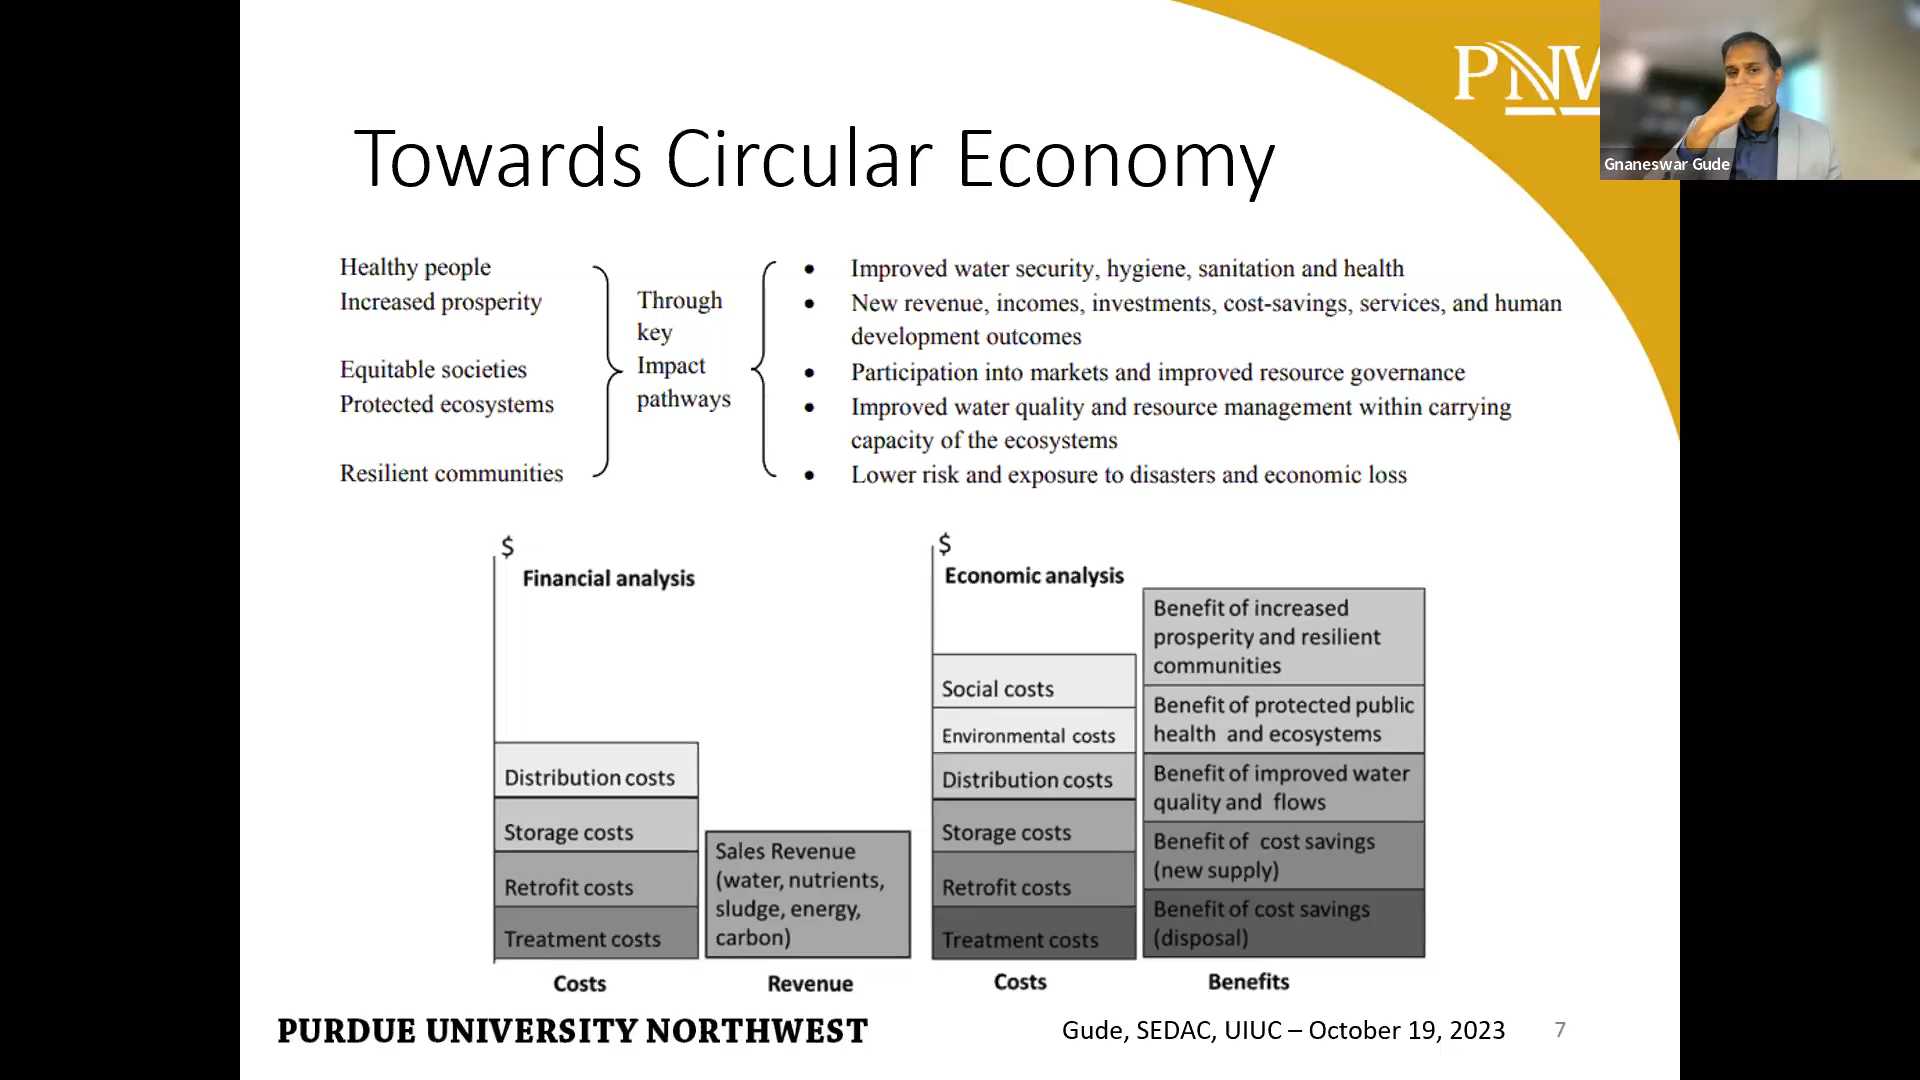 PNW
Gnaneswar Gude
Towards Circular Economy
Healthy people
Increased prosperity
Equitable societies
Protected ecosystems
Resilient communities
Through
key
Impact
pathways
• Improved water security, hygiene, sanitation and health
• New revenue, incomes, investments, cost-savings, services, and human
development outcomes
• Participation into markets and improved resource governance
• Improved water quality and resource management within carrying
capacity of the ecosystems
• Lower risk and exposure to disasters and economic loss
$
Financial analysis
Distribution costs
Storage costs
Retrofit costs
Treatment costs
Costs
Sales Revenue
(water, nutrients,
sludge, energy,
carbon)
Revenue
$
Economic analysis
Social costs
Environmental costs
Distribution costs
Storage costs
Retrofit costs
Treatment costs
Costs
Benefit of increased
prosperity and resilient
communities
Benefit of protected public
health and ecosystems
Benefit of improved water
quality and flows
Benefit of cost savings
(new supply)
Benefit of cost savings
(disposal)
Benefits
PURDUE UNIVERSITY NORTHWEST
Gude, SEDAC, UIUC – October 19, 2023
7